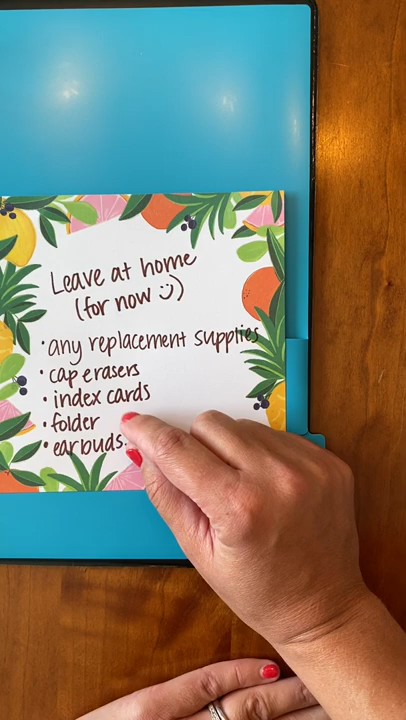 Leave at home
(for now :))
• any replacement supplies
• cap erasers
• index cards
• folder
• earbuds